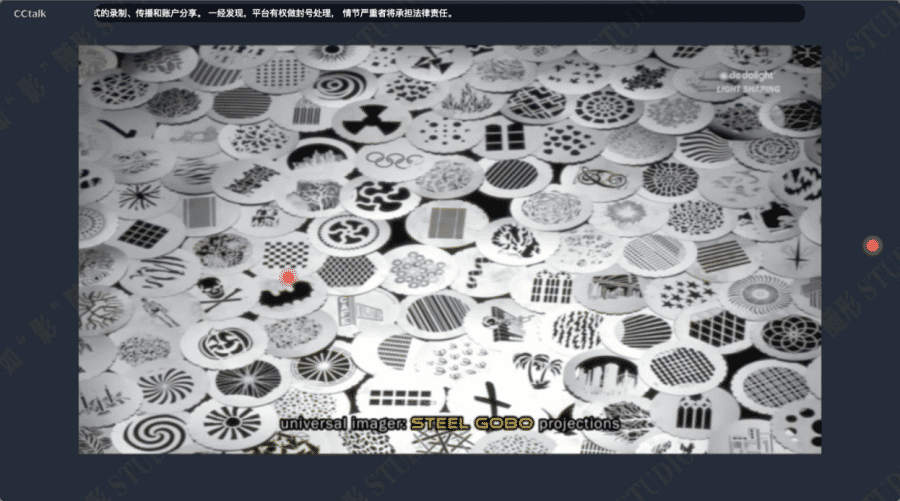 CCtalk
式的录制、传播和账户分享。 一经发现，平台有权做封号处理， 情节严重者将承担法律责任。
dedolight
LIGHT SHAPING
universal imager: STEEL GOBO projections